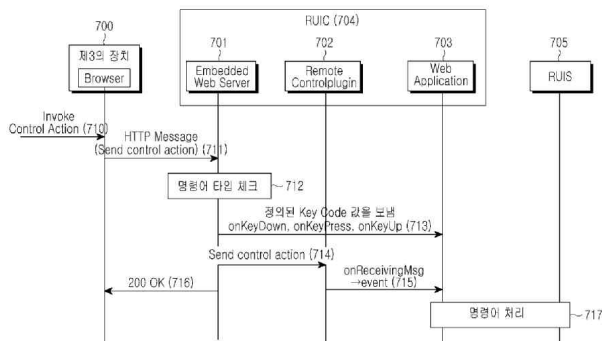 RUIC (704)
700
701
702
703
705
제3의 장치
Browser
Embedded
Web Server
Remote
Controlplugin
Web
Application
RUIS
Invoke
Control Action (710)
HTTP Message
(Send control action) (711)
명령어 타입 체크
712
정의된 Key Code 값을 보냄
onKeyDown, onKeyPress, onKeyUp (713)
Send control action (714)
200 OK (716)
onReceivingMsg
→event (715)
명령어 처리
717